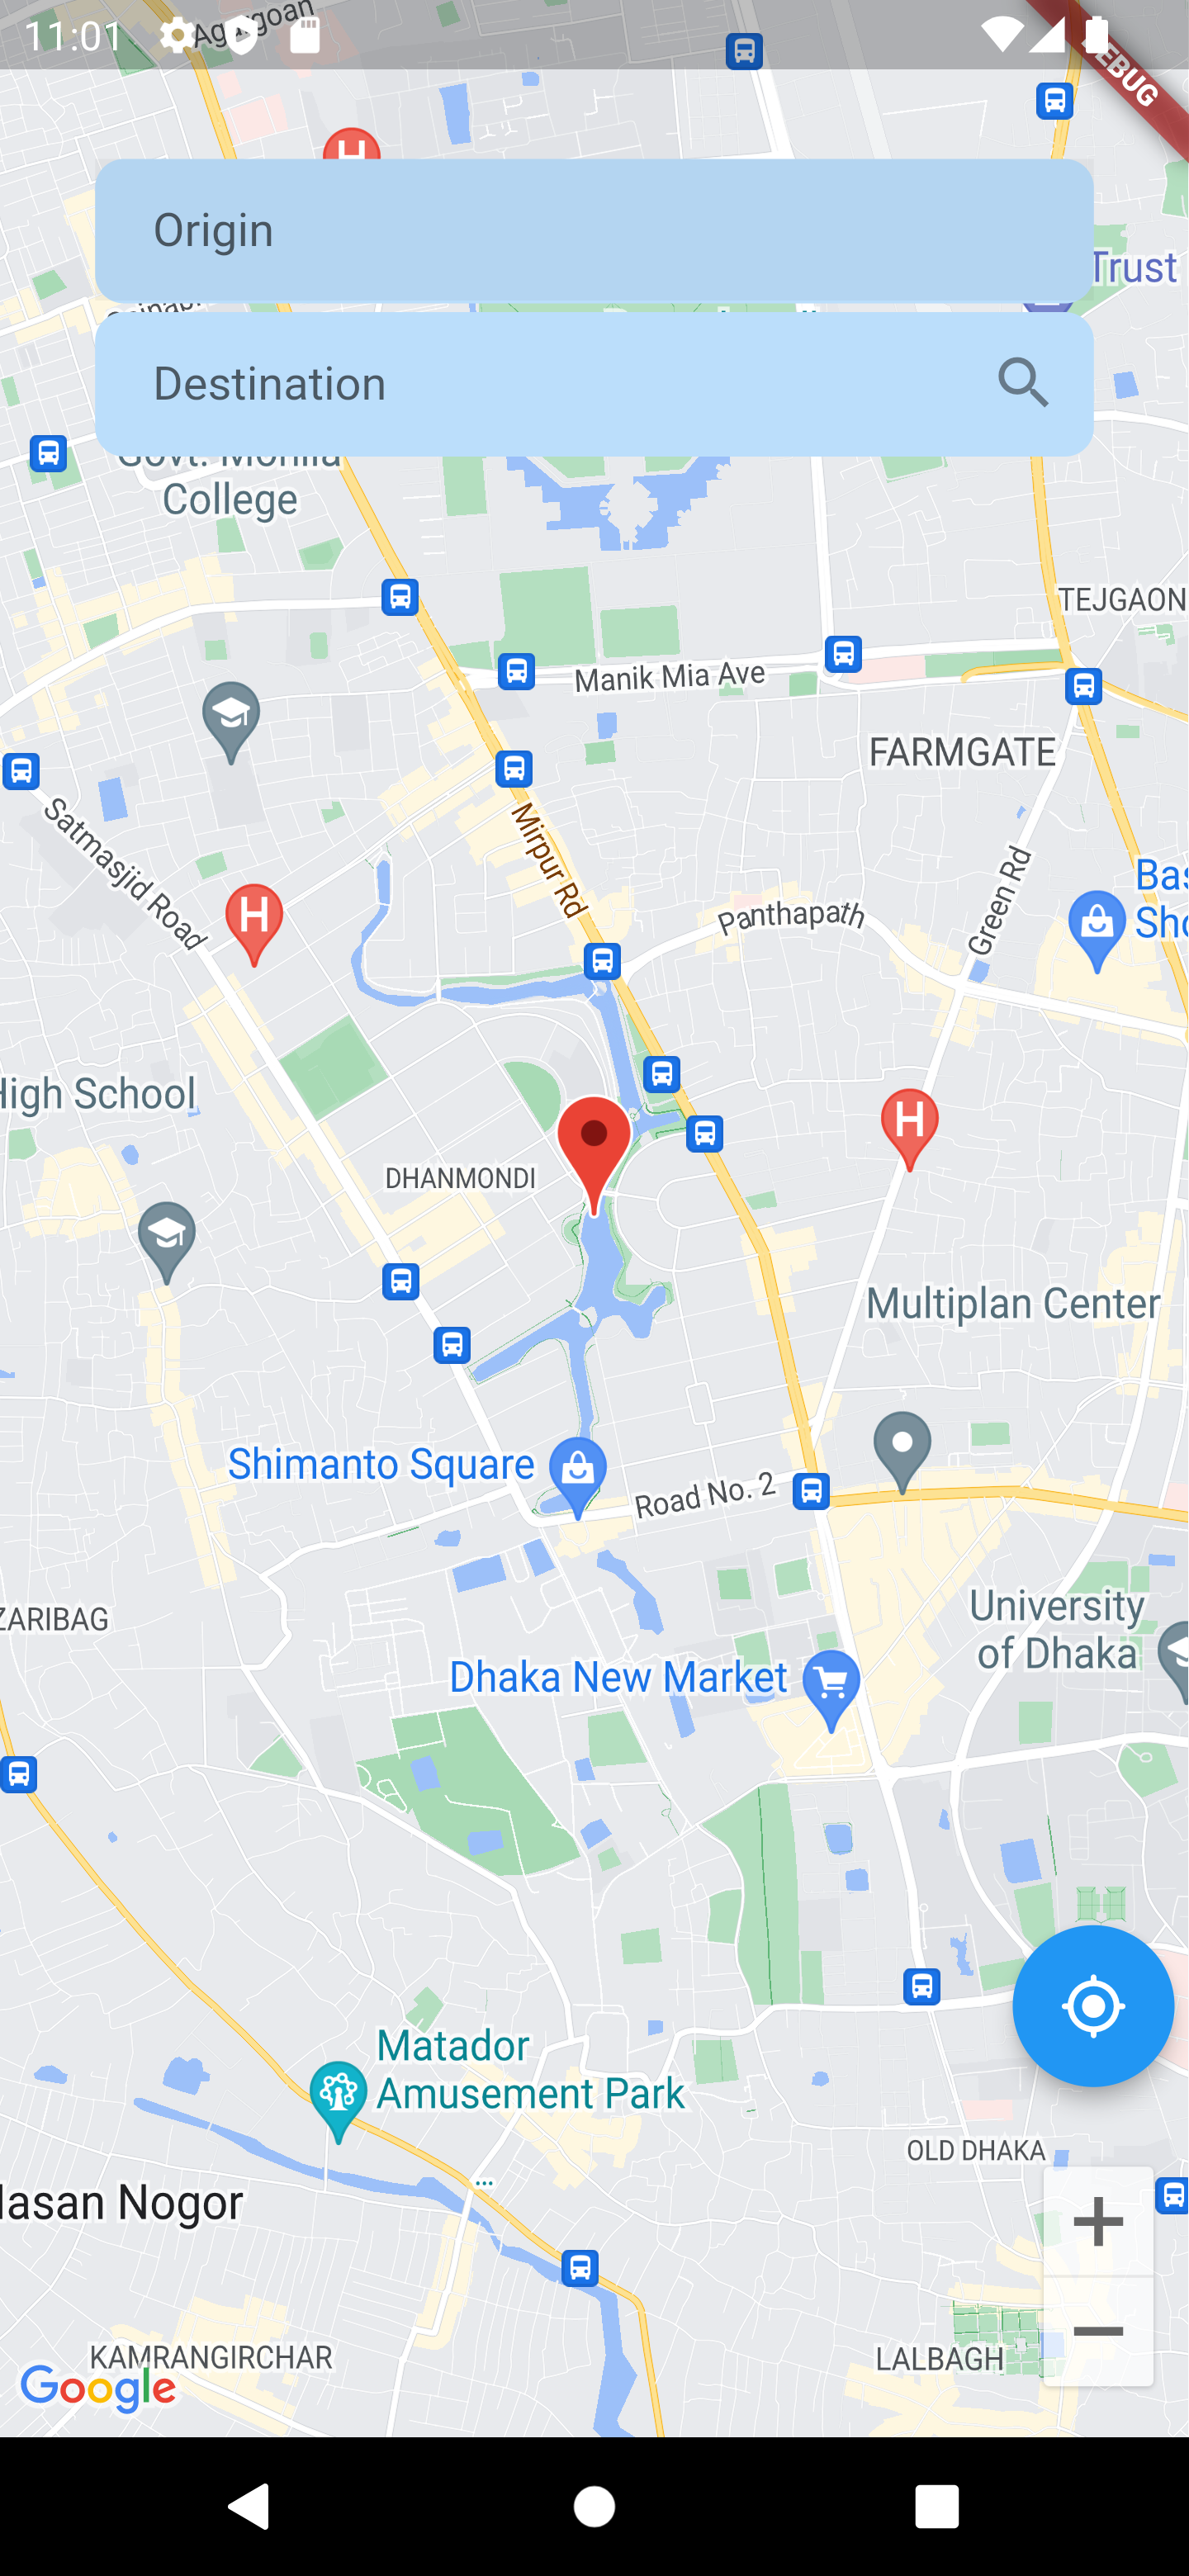 11:01
DEBUG
Origin
Trust
Destination
Govt. Mohila
College
TEJGAON
Manik Mia Ave
FARMGATE
Satmasjid Road
Mirpur Rd
Panthapath
Green Rd
High School
DHANMONDI
Multiplan Center
Shimanto Square
Road No. 2
University
of Dhaka
Dhaka New Market
Matador
Amusement Park
OLD DHAKA
Nogor
KAMRANGIRCHAR
LALBAGH
Google